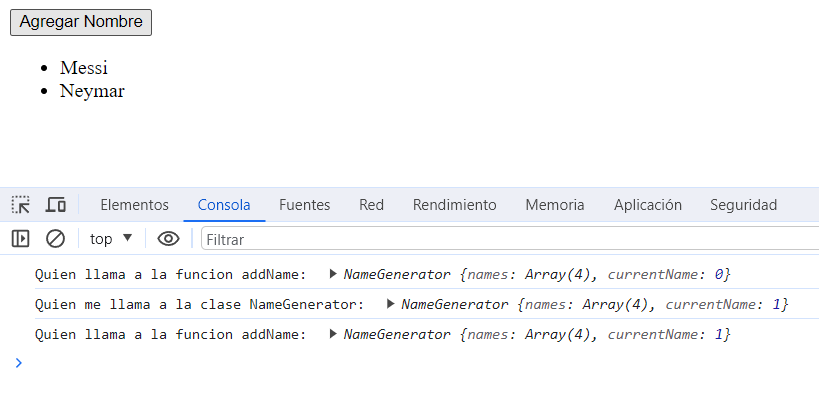 Agregar Nombre
• Messi
• Neymar
Elementos Consola Fuentes Red Rendimiento Memoria Aplicación Seguridad
top ▼ Filtrar
Quien llama a la funcion addName: ▶ NameGenerator {names: Array(4), currentName: 0}
Quien me llama a la clase NameGenerator: ▶ NameGenerator {names: Array(4), currentName: 1}
Quien llama a la funcion addName: ▶ NameGenerator {names: Array(4), currentName: 1}
>